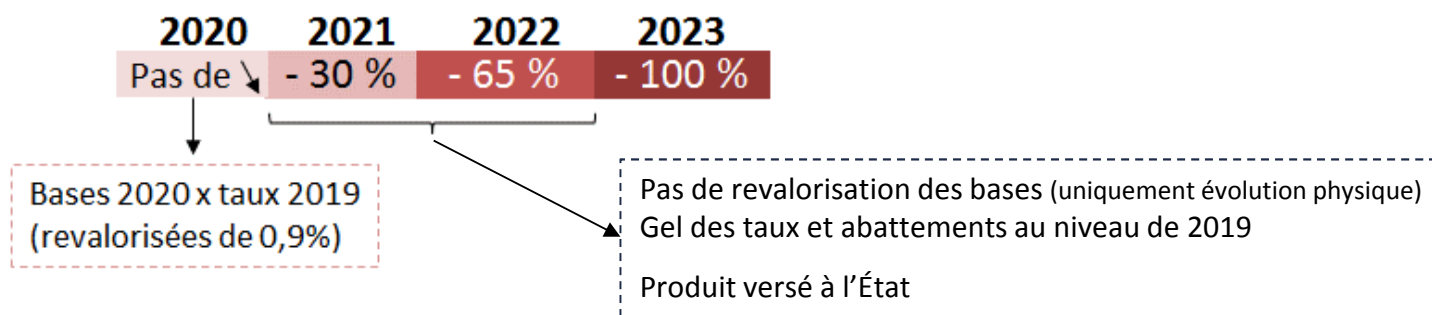 2020 2021 2022 2023
Pas de - 30 % - 65 % - 100 %
Bases 2020 x taux 2019
(revalorisées de 0,9%)
Pas de revalorisation des bases (uniquement évolution physique)
Gel des taux et abattements au niveau de 2019
Produit versé à l’État